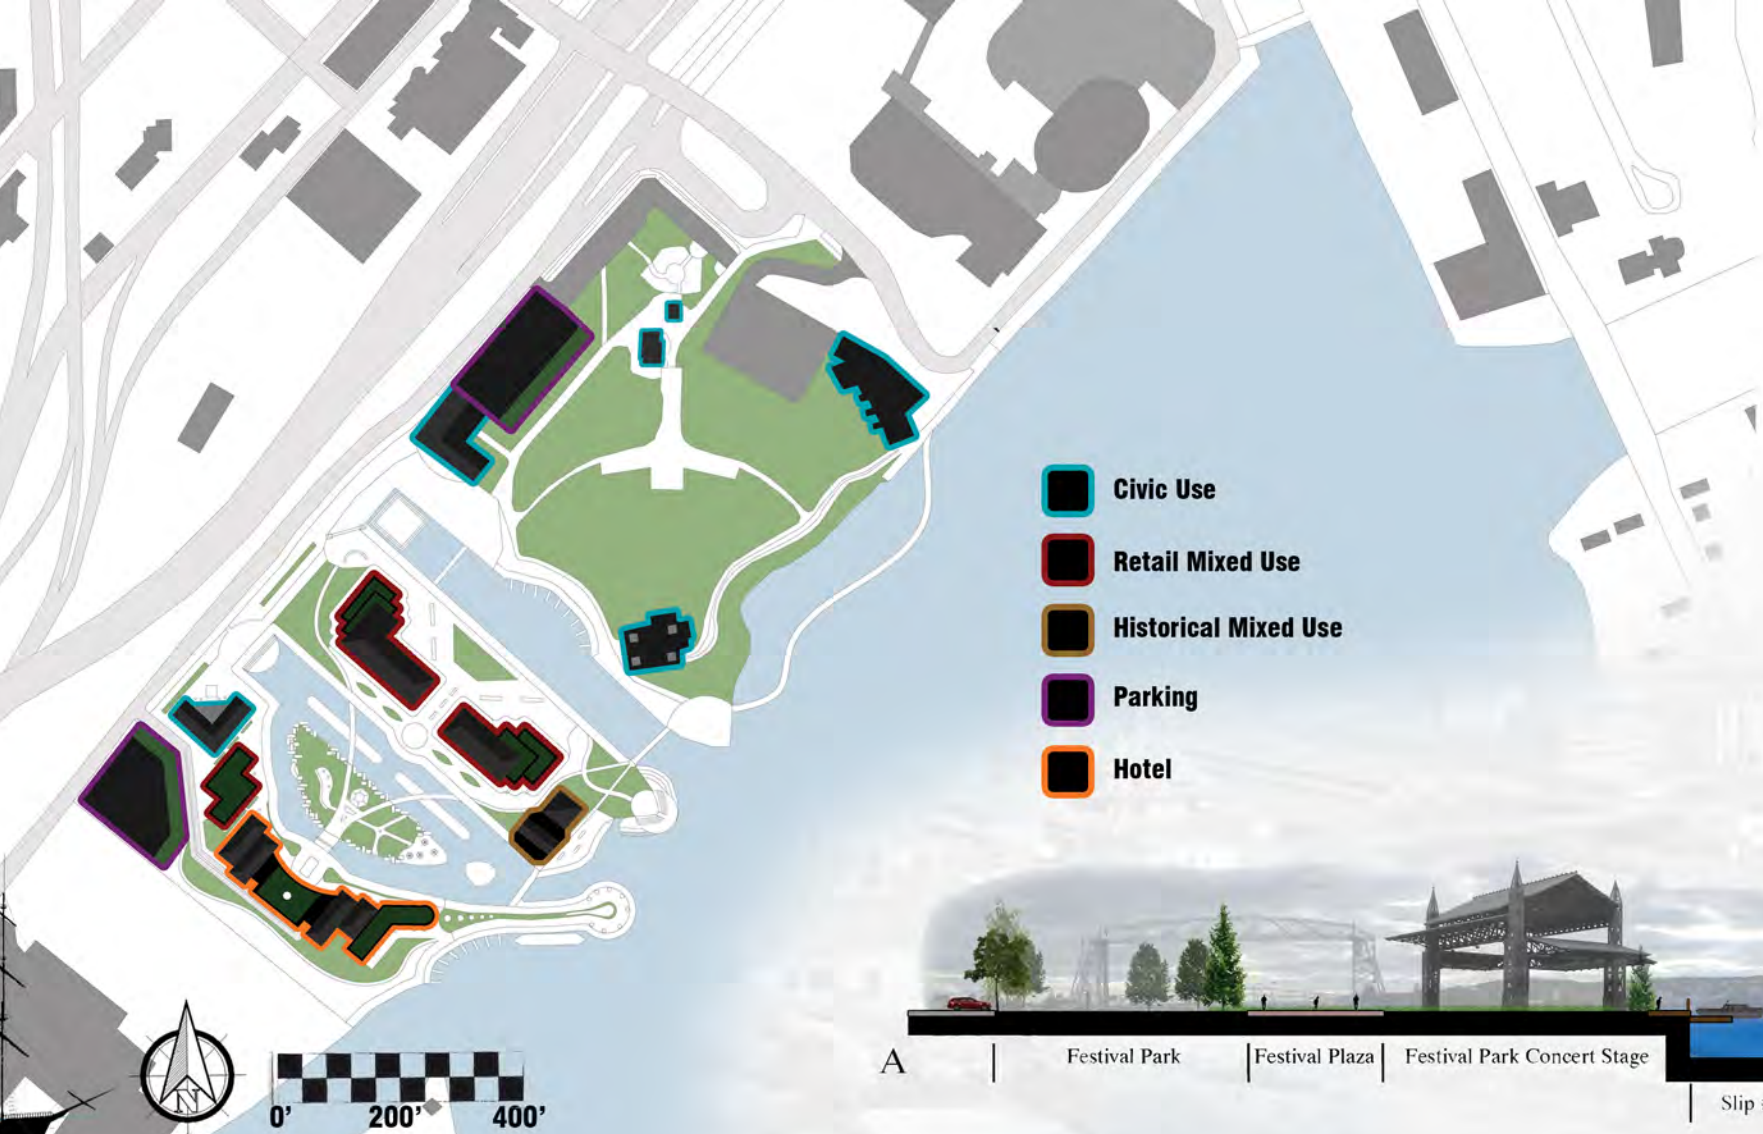 Civic Use
Retail Mixed Use
Historical Mixed Use
Parking
Hotel
A
Festival Park
Festival Plaza
Festival Park Concert Stage
Slip
N
0'
200'
400'